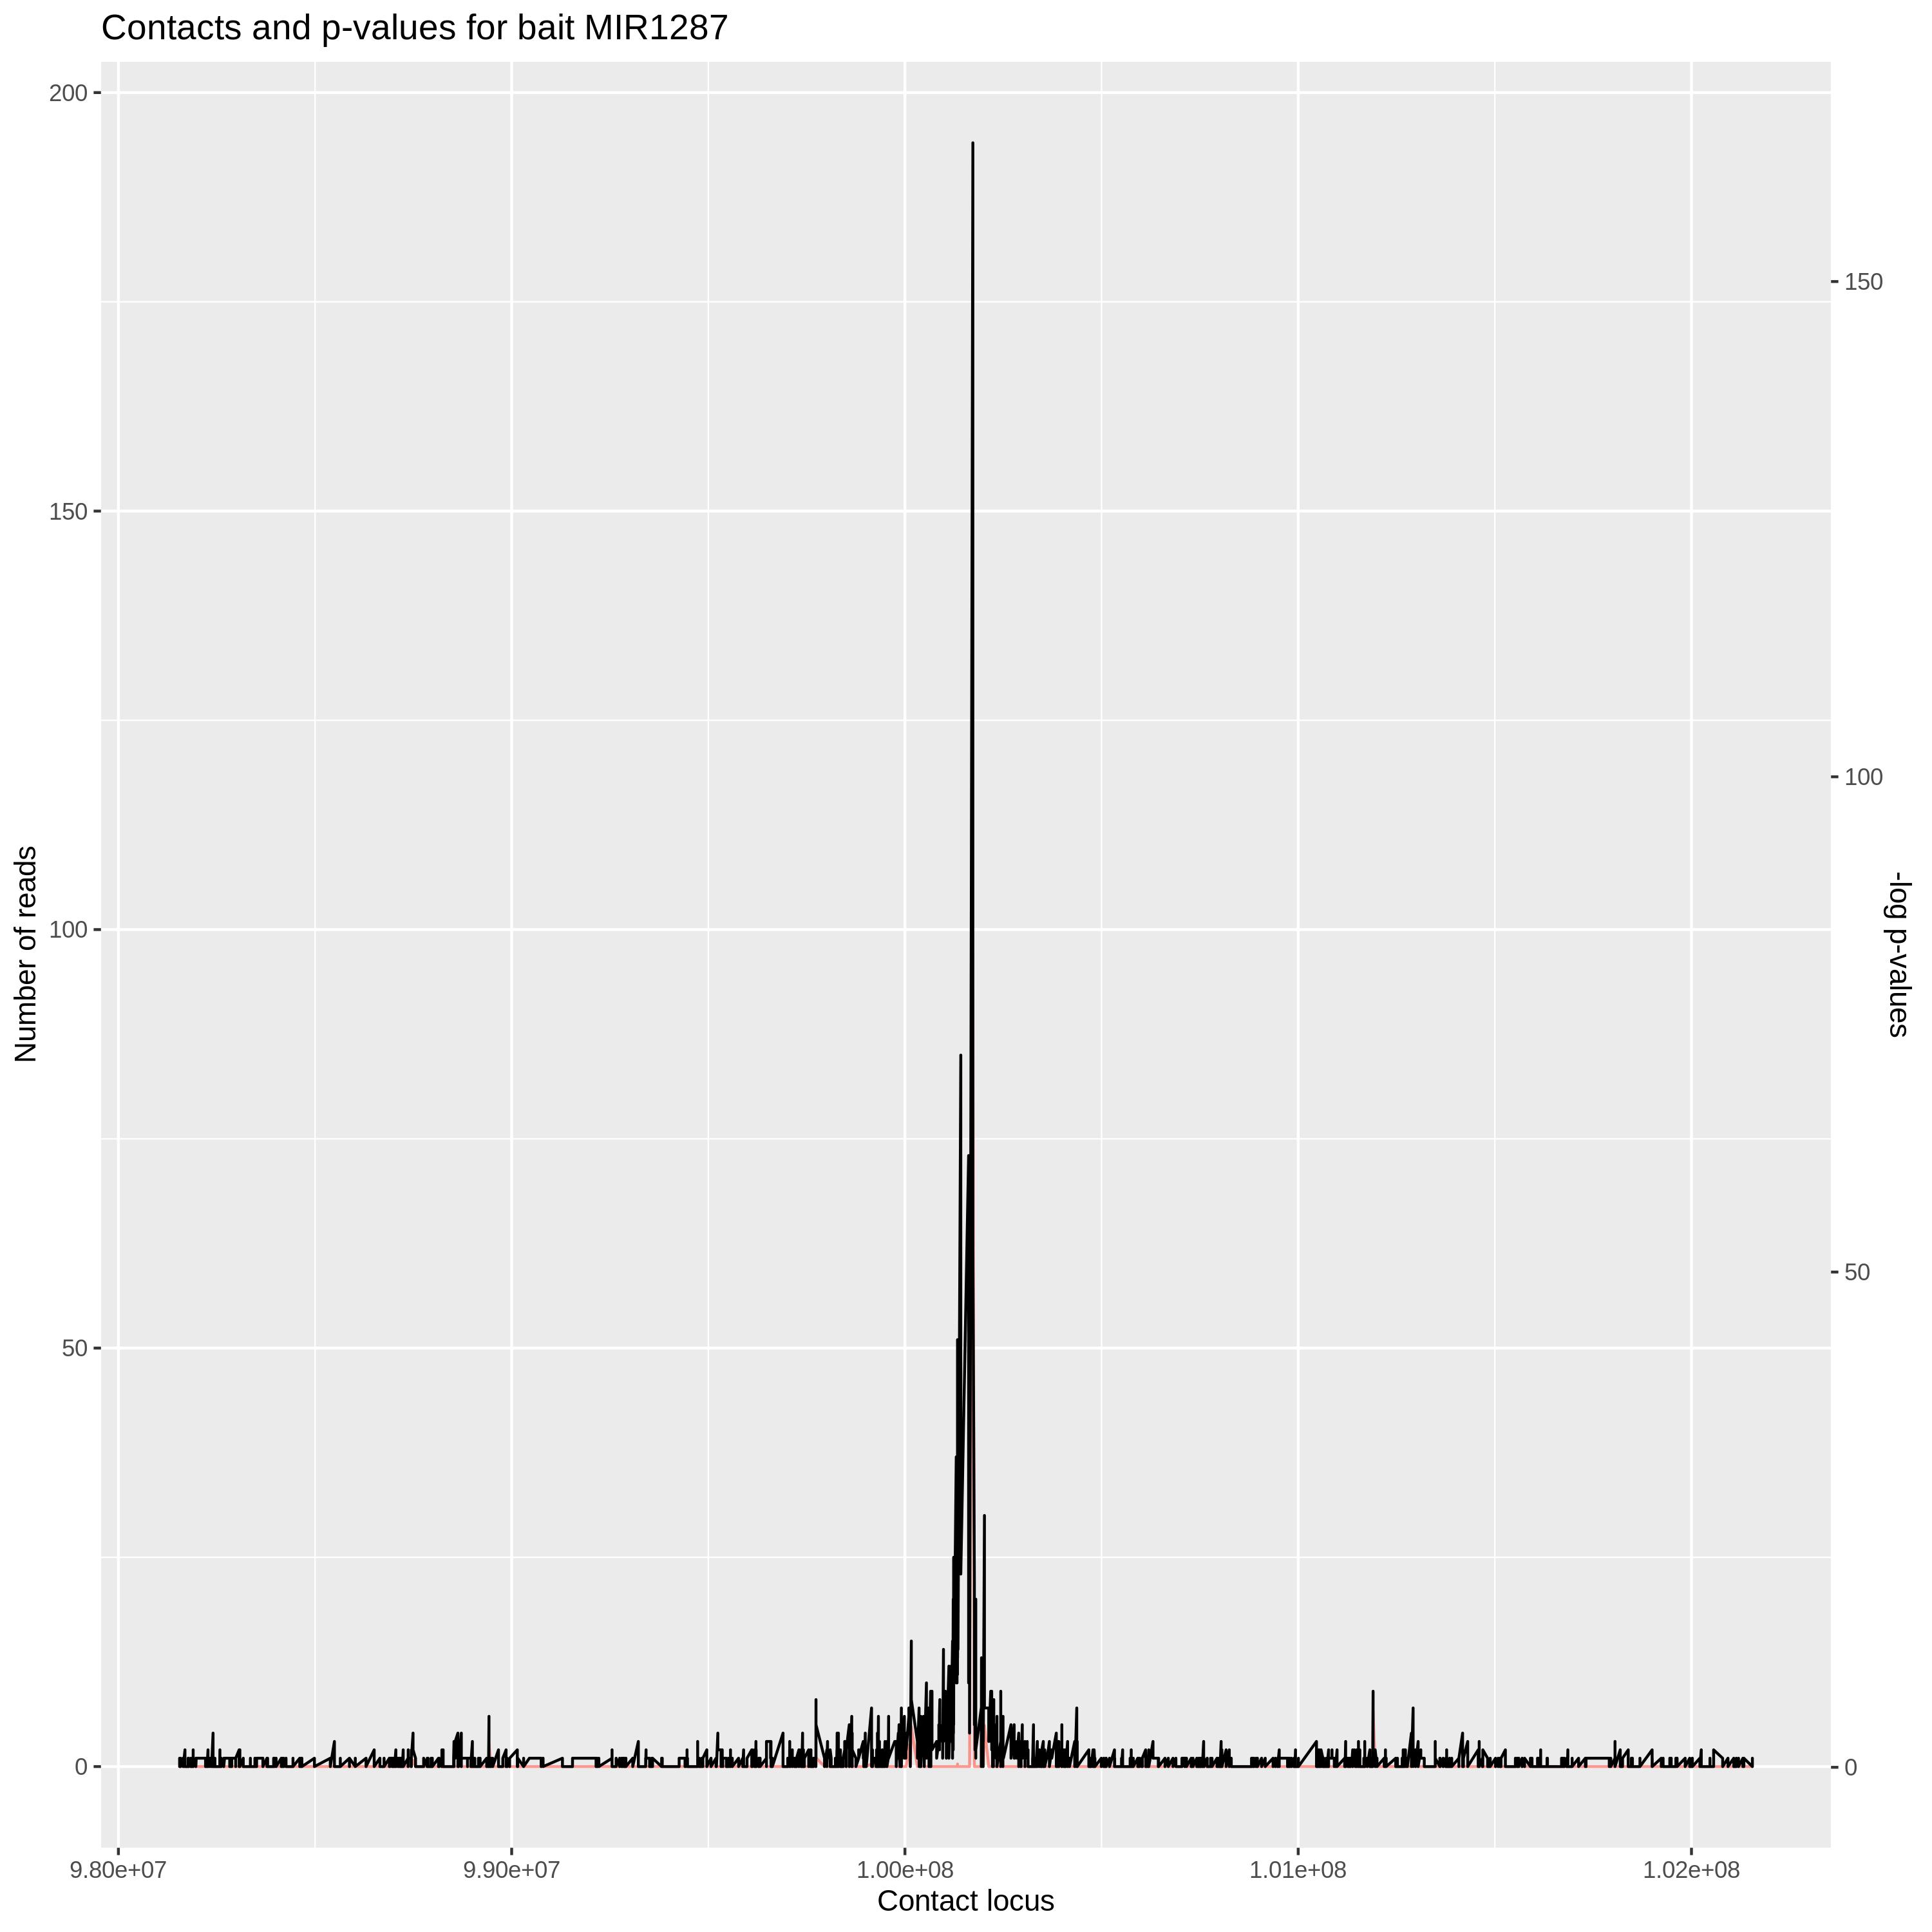 Contacts and p-values for bait MIR1287
200
150
100
50
0
150
100
50
0
Number of reads
-log p-values
9.80e+07 9.90e+07 1.00e+08 1.01e+08 1.02e+08
Contact locus